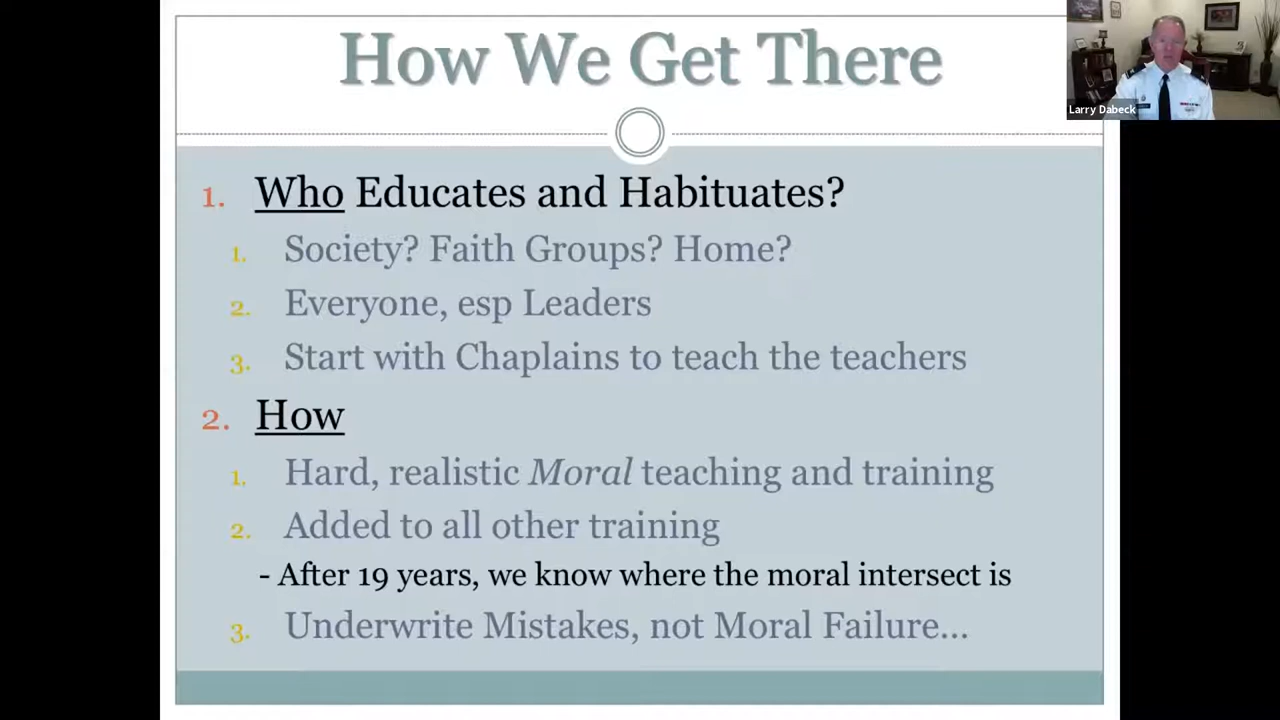 How We Get There
Larry Dabeck
1. Who Educates and Habituates?
1. Society? Faith Groups? Home?
2. Everyone, esp Leaders
3. Start with Chaplains to teach the teachers
2. How
1. Hard, realistic Moral teaching and training
2. Added to all other training
- After 19 years, we know where the moral intersect is
3. Underwrite Mistakes, not Moral Failure...